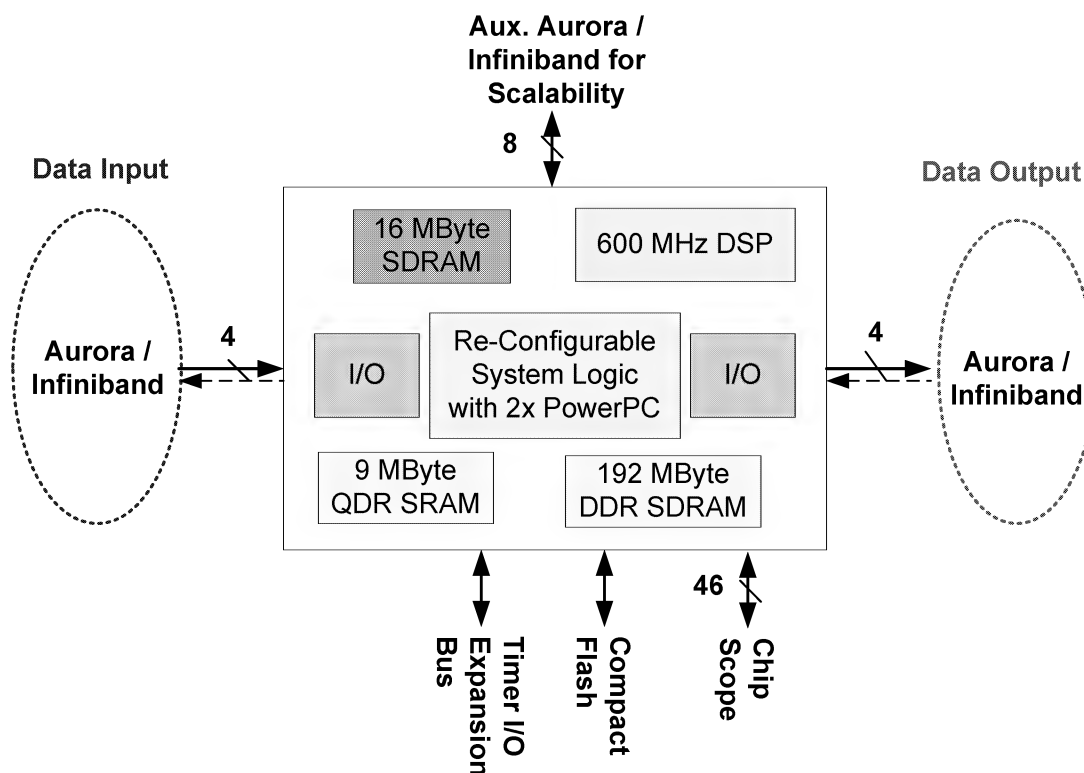 Aux. Aurora /
Infiniband for
Scalability
8
Data Input
Data Output
16 MByte
SDRAM
600 MHz DSP
Aurora /
Infiniband
4
I/O
Re-Configurable
System Logic
with 2x PowerPC
I/O
4
Aurora /
Infiniband
9 MByte
QDR SRAM
192 MByte
DDR SDRAM
46
Timer I/O
Expansion
Bus
Compact
Flash
Chip
Scope